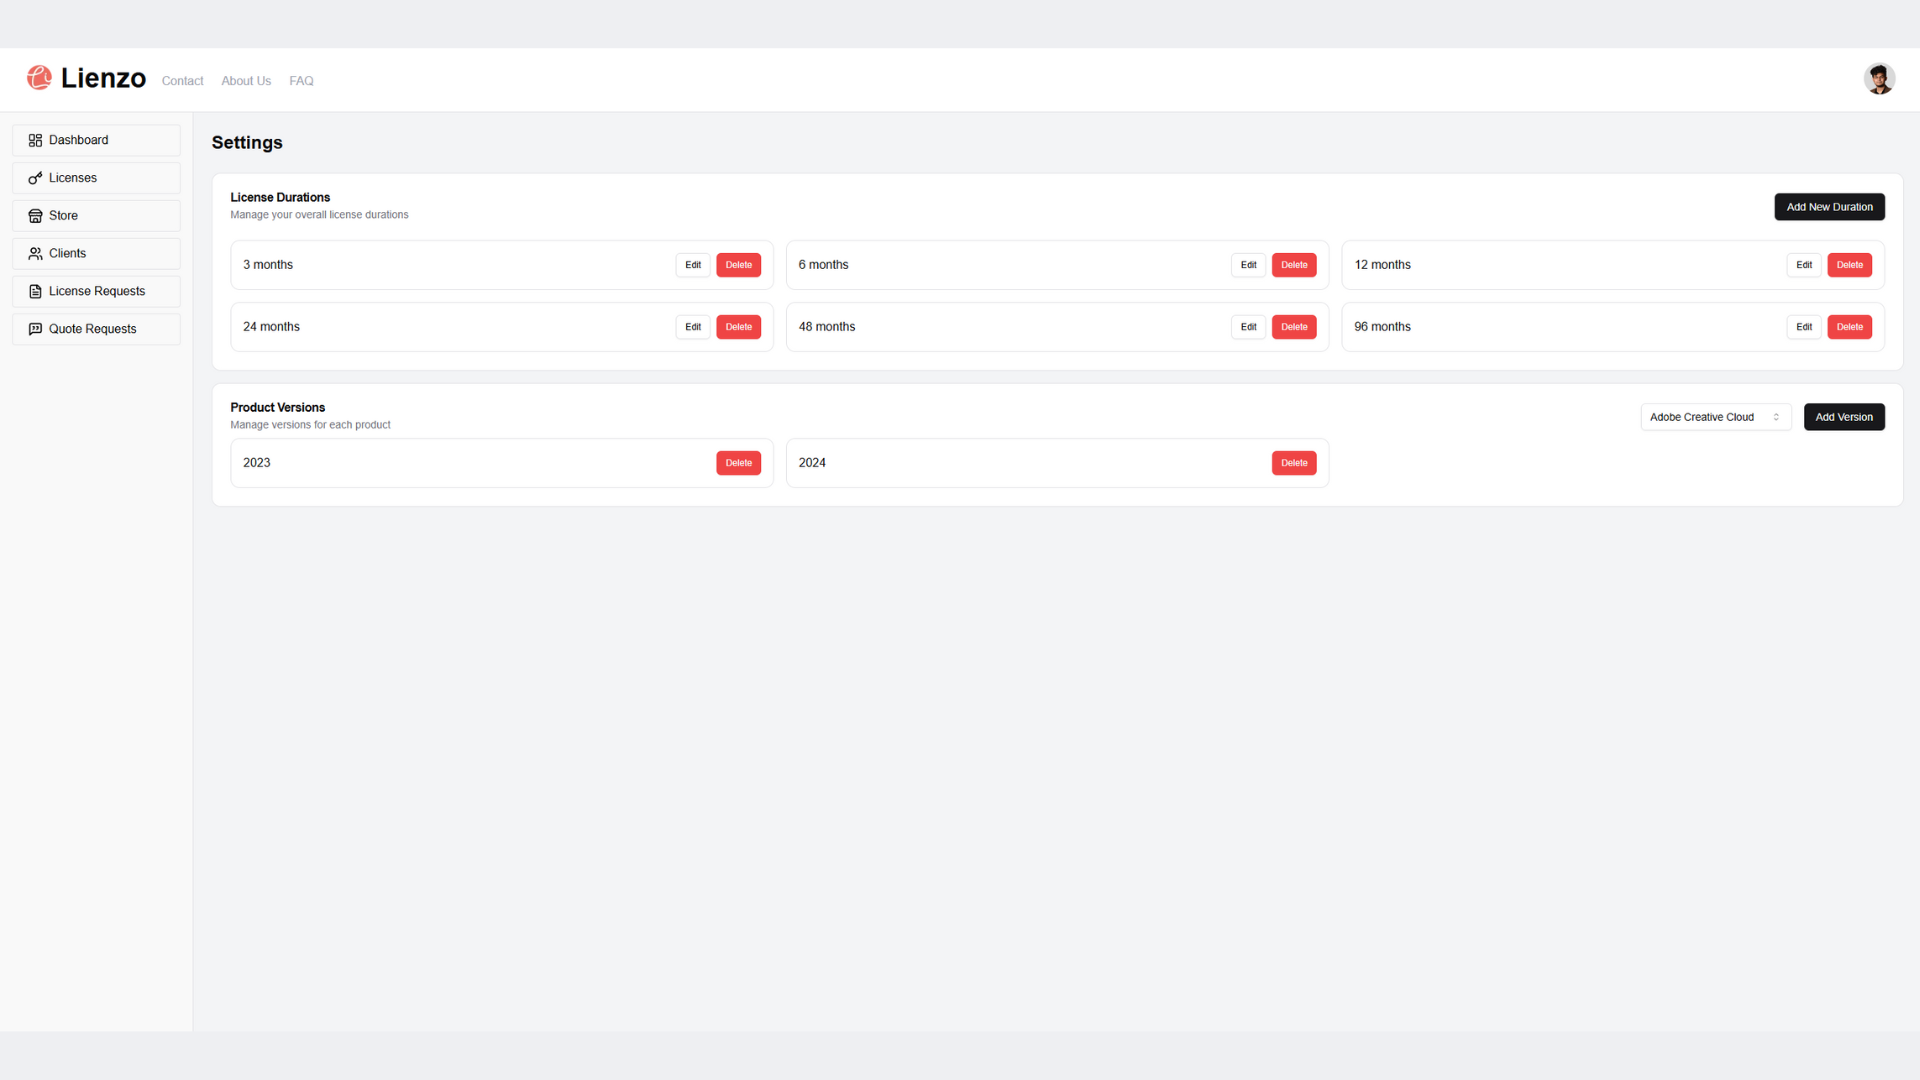 Lienzo
Contact
About Us
FAQ
Dashboard
Licenses
Store
Clients
License Requests
Quote Requests
Settings
License Durations
Manage your overall license durations
Add New Duration
3 months
Edit
Delete
6 months
Edit
Delete
12 months
Edit
Delete
24 months
Edit
Delete
48 months
Edit
Delete
96 months
Edit
Delete
Product Versions
Manage versions for each product
Adobe Creative Cloud
Add Version
2023
Delete
2024
Delete